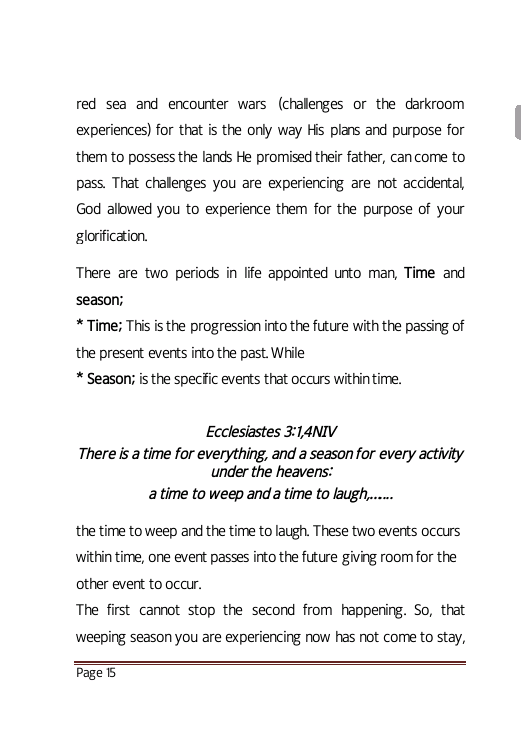 red sea and encounter wars (challenges or the darkroom
experiences) for that is the only way His plans and purpose for
them to possess the lands He promised their father, can come to
pass. That challenges you are experiencing are not accidental,
God allowed you to experience them for the purpose of your
glorification.
There are two periods in life appointed unto man, Time and
season;
* Time; This is the progression into the future with the passing of
the present events into the past. While
* Season; is the specific events that occurs within time.
Ecclesiastes 3:1,4NIV
There is a time for everything, and a season for every activity
under the heavens:
a time to weep and a time to laugh,......
the time to weep and the time to laugh. These two events occurs
within time, one event passes into the future giving room for the
other event to occur.
The first cannot stop the second from happening. So, that
weeping season you are experiencing now has not come to stay,
Page 15